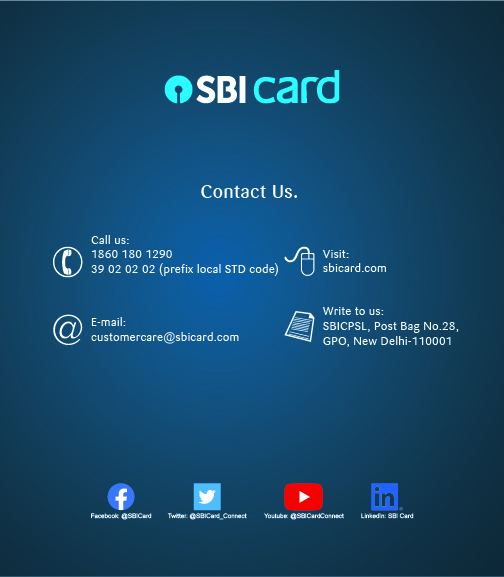 SBI card
Contact Us.
Call us:
1860 180 1290
39 02 02 02 (prefix local STD code)
Visit:
sbicard.com
E-mail:
customercare@sbicard.com
Write to us:
SBICPSL, Post Bag No.28,
GPO, New Delhi-110001
Facebook: @SBICard
Twitter: @SBICard_Connect
Youtube: @SBICardConnect
LinkedIn: SBI Card